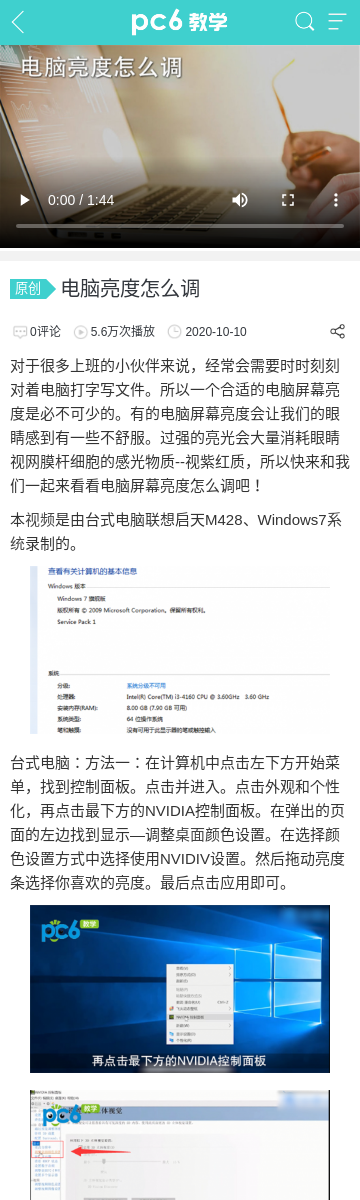 pc6 教学
电脑亮度怎么调
0:00 / 1:44
原创 电脑亮度怎么调
0评论 5.6万次播放 2020-10-10
对于很多上班的小伙伴来说，经常会需要时时刻刻
对着电脑打字写文件。所以一个合适的电脑屏幕亮
度是必不可少的。有的电脑屏幕亮度会让我们的眼
睛感到有一些不舒服。过强的亮光会大量消耗眼睛
视网膜杆细胞的感光物质--视紫红质，所以快来和我
们一起来看看电脑屏幕亮度怎么调吧！
本视频是由台式电脑联想启天M428、Windows7系
统录制的。
查看有关计算机的基本信息
Windows 版本
Windows 7 旗舰版
版权所有 © 2009 Microsoft Corporation。保留所有权利。
Service Pack 1
系统
分级: 系统分级不可用
处理器: Intel(R) Core(TM) i3-4160 CPU @ 3.60GHz 3.60 GHz
安装内存(RAM): 8.00 GB (7.90 GB 可用)
系统类型: 64 位操作系统
笔和触摸: 没有可用于此显示器的笔或触控输入
台式电脑：方法一：在计算机中点击左下方开始菜
单，找到控制面板。点击并进入。点击外观和个性
化，再点击最下方的NVIDIA控制面板。在弹出的页
面的左边找到显示—调整桌面颜色设置。在选择颜
色设置方式中选择使用NVIDIV设置。然后拖动亮度
条选择你喜欢的亮度。最后点击应用即可。
pc6 教学
再点击最下方的NVIDIA控制面板
pc6 教学
体视觉